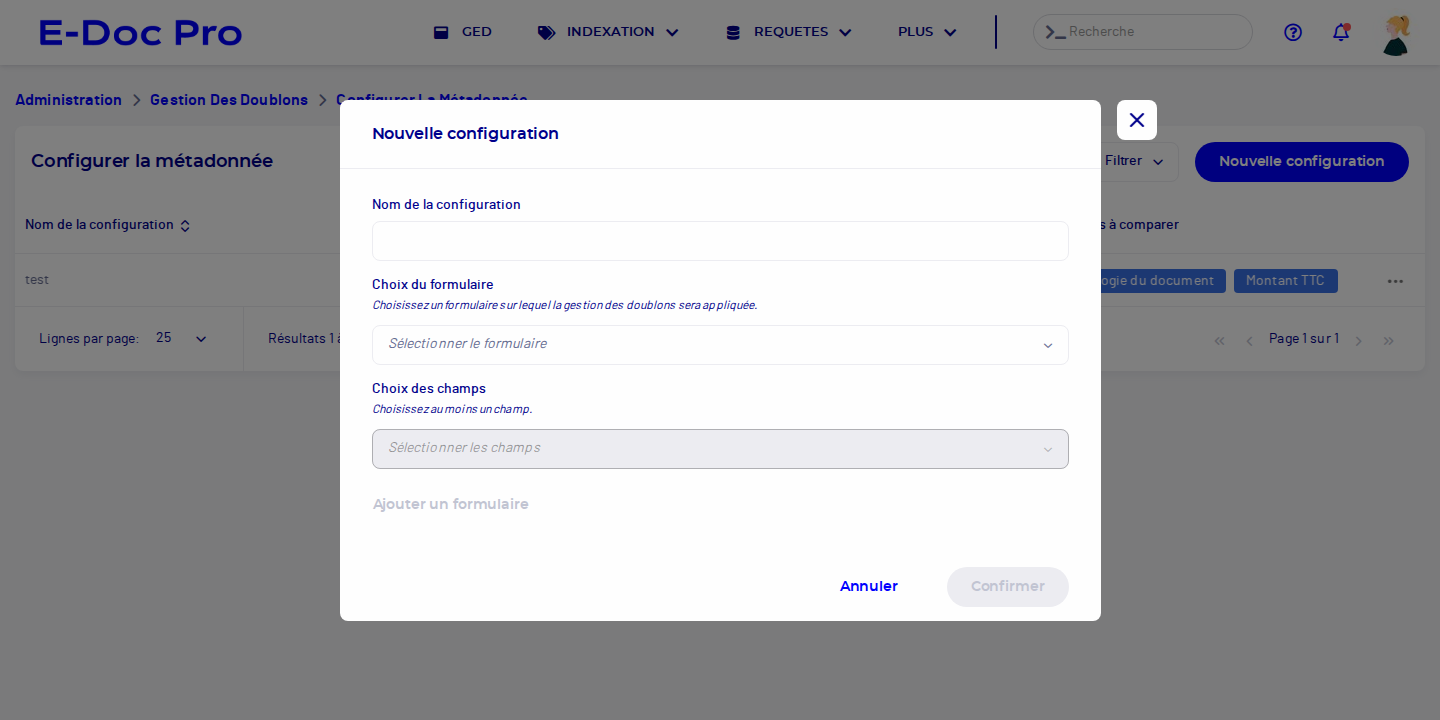 E-Doc Pro
GED
INDEXATION
REQUETES
PLUS
Recherche
Administration > Gestion Des Doublons > Configurer La Métadonnée
Configurer la métadonnée
Filtrer
Nouvelle configuration
Nom de la configuration
s à comparer
test
ogie du document
Montant TTC
Lignes par page:
25
Résultats 1 à
Page 1 sur 1
Nouvelle configuration
Nom de la configuration
Choix du formulaire
Choisissez un formulaire sur lequel la gestion des doublons sera appliquée.
Sélectionner le formulaire
Choix des champs
Choisissez au moins un champ.
Sélectionner les champs
Ajouter un formulaire
Annuler
Confirmer